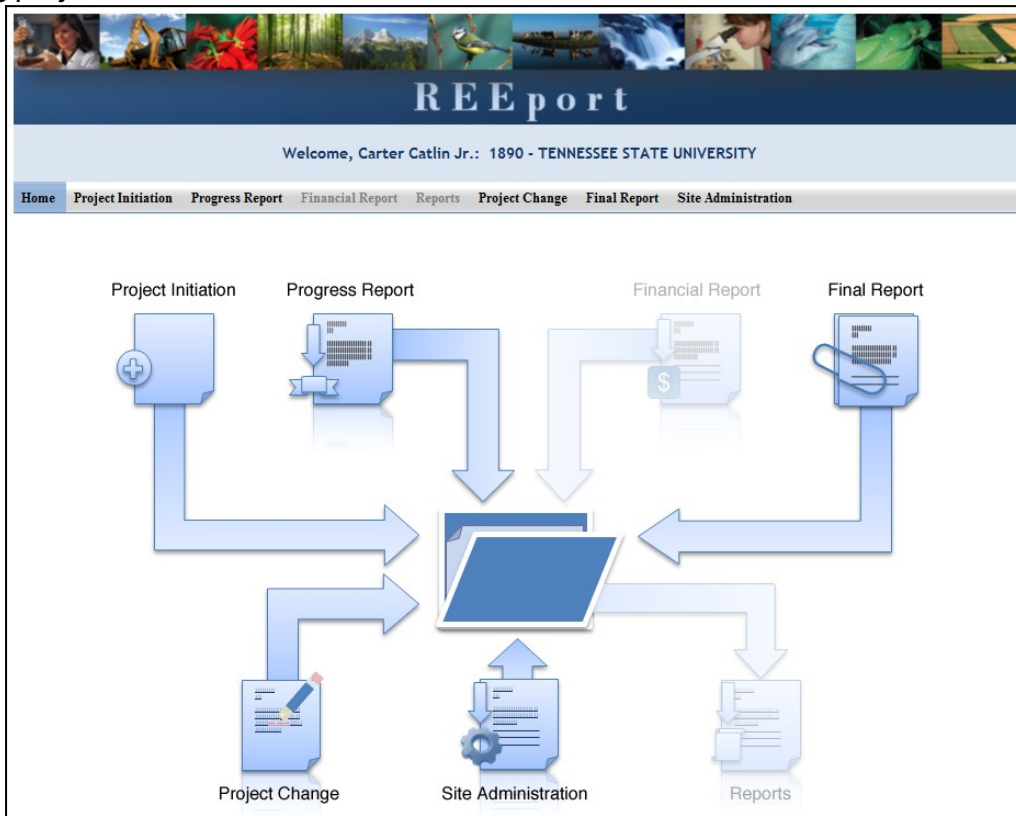 REEport
Welcome, Carter Catlin Jr.: 1890 - TENNESSEE STATE UNIVERSITY
Home Project Initiation Progress Report Financial Report Reports Project Change Final Report Site Administration
Project Initiation Progress Report Financial Report Final Report
$
Project Change Site Administration Reports